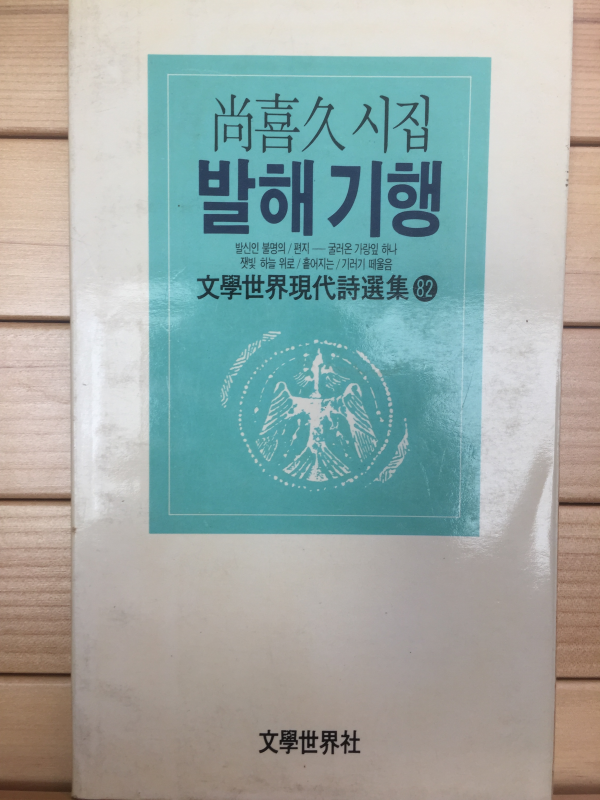 尚喜久 시집
발해 기행
발신인 불명의 / 편지 ── 굴러온 가랑잎 하나
잿빛 하늘 위로 / 흩어지는 / 기러기 떼울음
文學世界現代詩選集 82
文學世界社